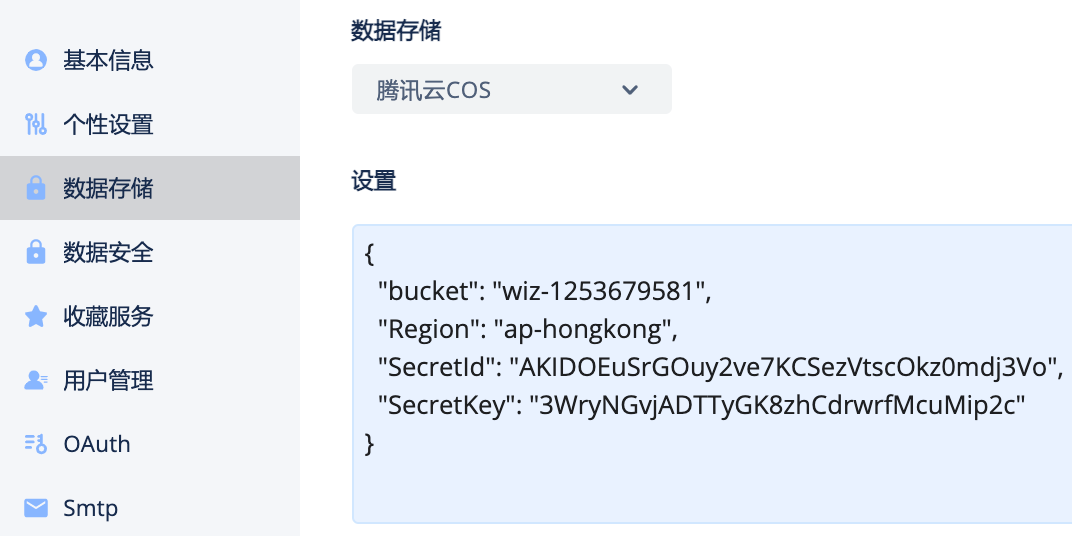 基本信息
个性设置
数据存储
数据安全
收藏服务
用户管理
OAuth
Smtp
数据存储
腾讯云COS
设置
{
"bucket": "wiz-1253679581",
"Region": "ap-hongkong",
"SecretId": "AKIDOEuSrGOuy2ve7KCSezVtscOkz0mdj3Vo",
"SecretKey": "3WryNGvjADTTyGK8zhCdrwrfMcuMip2c"
}